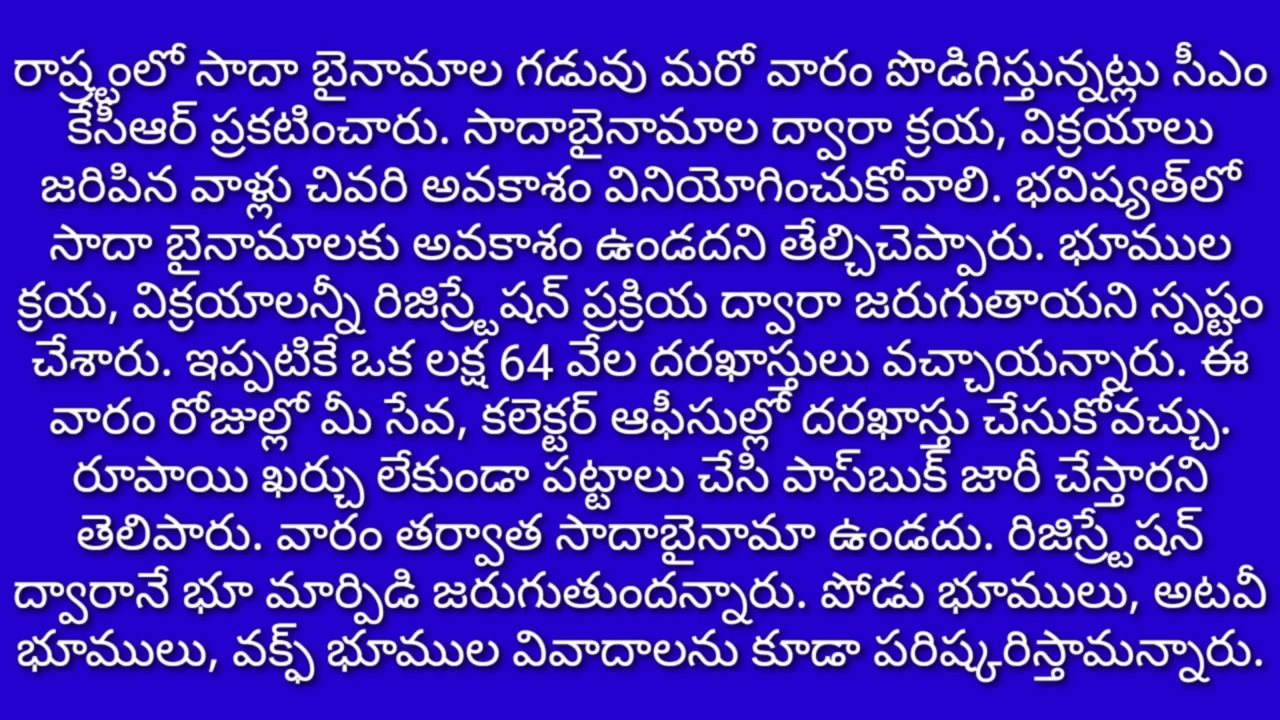 రాష్ట్రంలో సాదా బైనామాల గడువు మరో వారం పొడిగిస్తున్నట్లు సీఎం
కేసీఆర్ ప్రకటించారు. సాదాబైనామాల ద్వారా క్రయ, విక్రయాలు
జరిపిన వాళ్లు చివరి అవకాశం వినియోగించుకోవాలి. భవిష్యత్‌లో
సాదా బైనామాలకు అవకాశం ఉండదని తేల్చిచెప్పారు. భూముల
క్రయ, విక్రయాలన్నీ రిజిస్ట్రేషన్ ప్రక్రియ ద్వారా జరుగుతాయని స్పష్టం
చేశారు. ఇప్పటికే ఒక లక్ష 64 వేల దరఖాస్తులు వచ్చాయన్నారు. ఈ
వారం రోజుల్లో మీ సేవ, కలెక్టర్ ఆఫీసుల్లో దరఖాస్తు చేసుకోవచ్చు.
రూపాయి ఖర్చు లేకుండా పట్టాలు చేసి పాస్‌బుక్ జారీ చేస్తారని
తెలిపారు. వారం తర్వాత సాదాబైనామా ఉండదు. రిజిస్ట్రేషన్
ద్వారానే భూ మార్పిడి జరుగుతుందన్నారు. పోడు భూములు, అటవీ
భూములు, వక్ఫ్ భూముల వివాదాలను కూడా పరిష్కరిస్తామన్నారు.